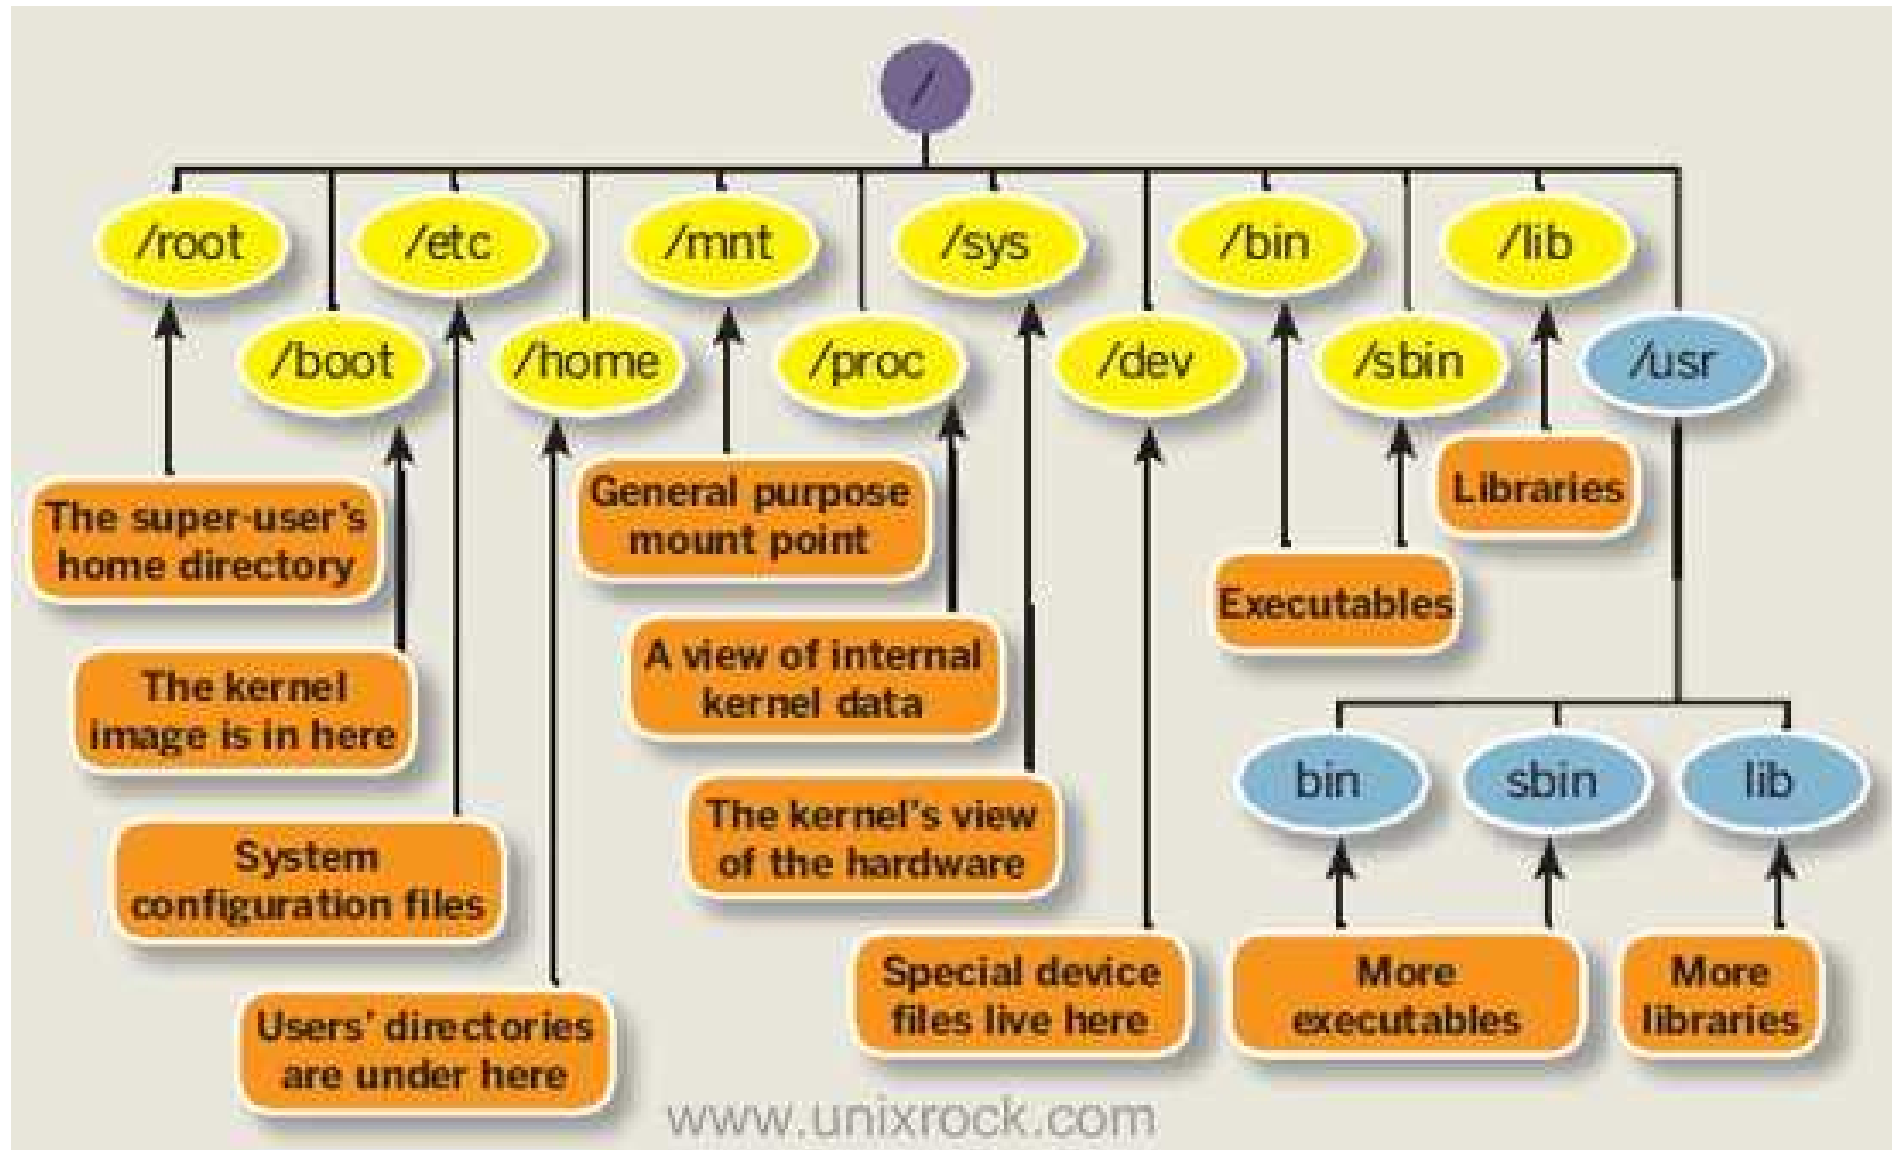 /
/root
/etc
/mnt
/sys
/bin
/lib
/boot
/home
/proc
/dev
/sbin
/usr
The super-user's
home directory
General purpose
mount point
Libraries
Executables
The kernel
image is in here
A view of internal
kernel data
bin
sbin
lib
System
configuration files
The kernel's view
of the hardware
Users' directories
are under here
Special device
files live here
More
executables
More
libraries
www.unixrock.com